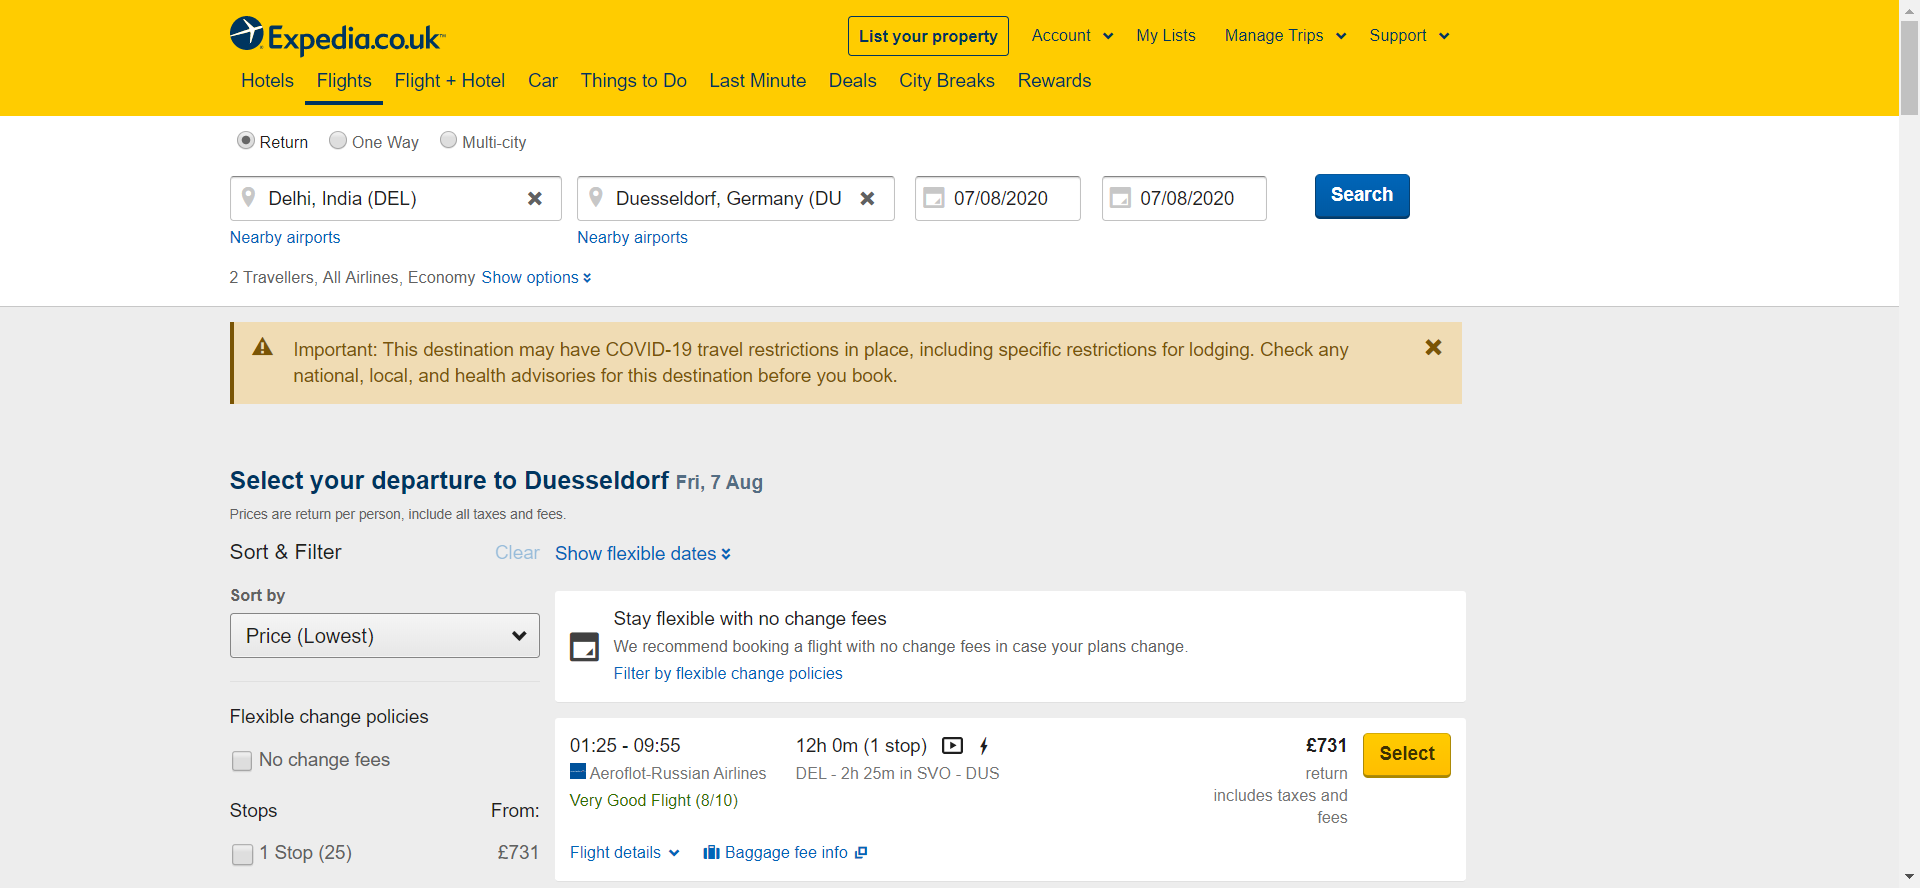 Expedia.co.uk™
List your property
Account
My Lists
Manage Trips
Support
Hotels
Flights
Flight + Hotel
Car
Things to Do
Last Minute
Deals
City Breaks
Rewards
Return
One Way
Multi-city
Delhi, India (DEL)
Duesseldorf, Germany (DU
07/08/2020
07/08/2020
Search
Nearby airports
Nearby airports
2 Travellers, All Airlines, Economy Show options
Important: This destination may have COVID-19 travel restrictions in place, including specific restrictions for lodging. Check any
national, local, and health advisories for this destination before you book.
Select your departure to Duesseldorf Fri, 7 Aug
Prices are return per person, include all taxes and fees.
Sort & Filter
Clear
Show flexible dates
Sort by
Price (Lowest)
Stay flexible with no change fees
We recommend booking a flight with no change fees in case your plans change.
Filter by flexible change policies
Flexible change policies
No change fees
Stops
From:
1 Stop (25)
£731
01:25 - 09:55
12h 0m (1 stop)
£731
Select
Aeroflot-Russian Airlines
DEL - 2h 25m in SVO - DUS
return
Very Good Flight (8/10)
includes taxes and
fees
Flight details
Baggage fee info